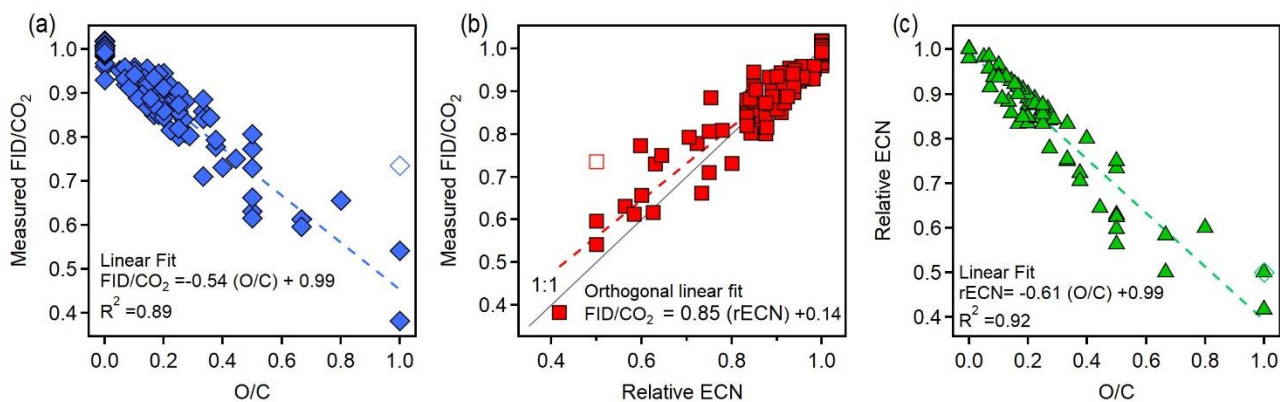 (a)
Measured FID/CO2
1.0
0.9
0.8
0.7
0.6
0.5
0.4
Linear Fit
FID/CO2 =-0.54 (O/C) + 0.99
R2 =0.89
0.0 0.2 0.4 0.6 0.8 1.0
O/C
(b)
Measured FID/CO2
1.0
0.9
0.8
0.7
0.6
0.5
0.4
1:1
Orthogonal linear fit
FID/CO2 = 0.85 (rECN) +0.14
0.4 0.6 0.8 1.0
Relative ECN
(c)
Relative ECN
1.0
0.9
0.8
0.7
0.6
0.5
0.4
Linear Fit
rECN= -0.61 (O/C) +0.99
R2 =0.92
0.0 0.2 0.4 0.6 0.8 1.0
O/C